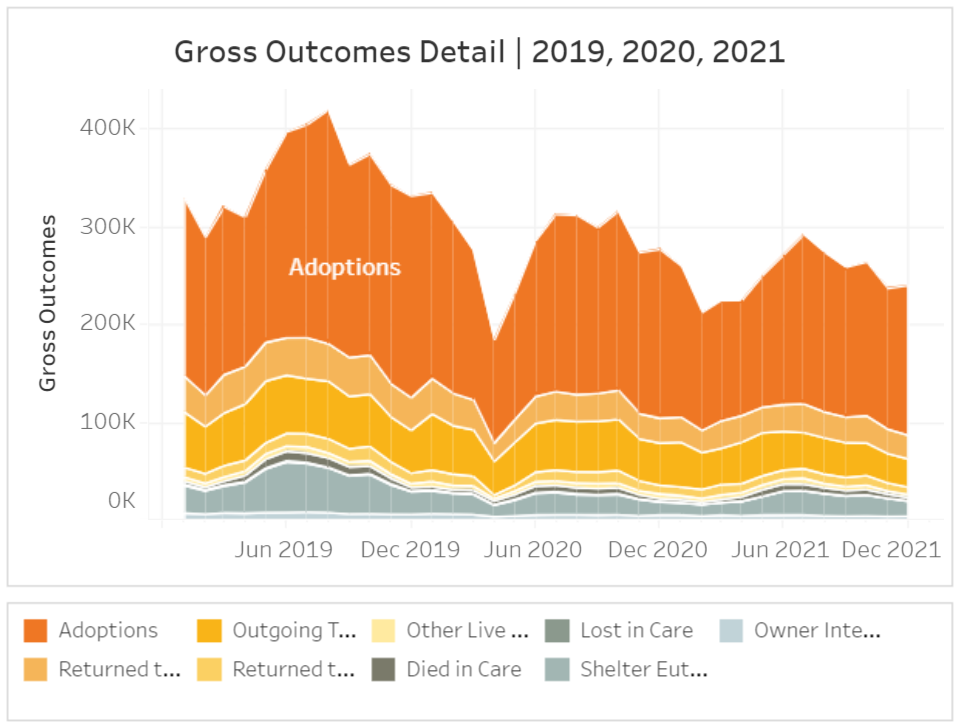 Gross Outcomes Detail | 2019, 2020, 2021
400K
300K
200K
100K
0K
Gross Outcomes
Adoptions
Jun 2019 Dec 2019 Jun 2020 Dec 2020 Jun 2021 Dec 2021
Adoptions Outgoing T... Other Live ... Lost in Care Owner Inte...
Returned t... Returned t... Died in Care Shelter Eut...